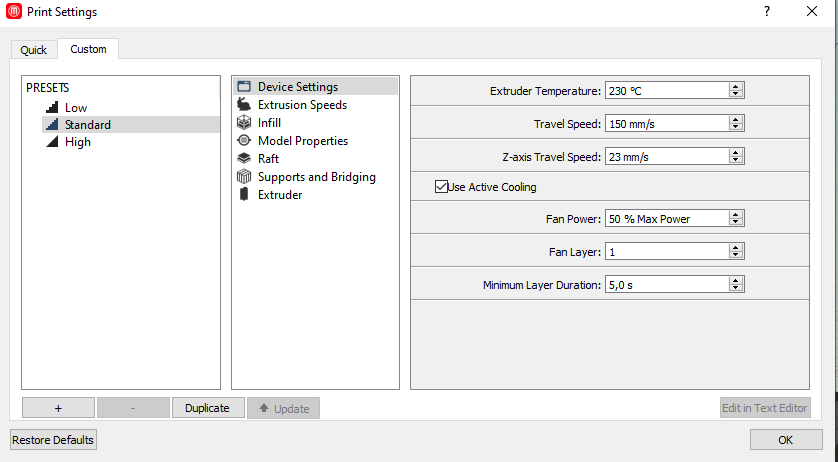 Print Settings
?
Quick
Custom
PRESETS
Low
Standard
High
Device Settings
Extrusion Speeds
Infill
Model Properties
Raft
Supports and Bridging
Extruder
Extruder Temperature: 230 °C
Travel Speed: 150 mm/s
Z-axis Travel Speed: 23 mm/s
Use Active Cooling
Fan Power: 50 % Max Power
Fan Layer: 1
Minimum Layer Duration: 5,0 s
+
-
Duplicate
Update
Edit in Text Editor
Restore Defaults
OK